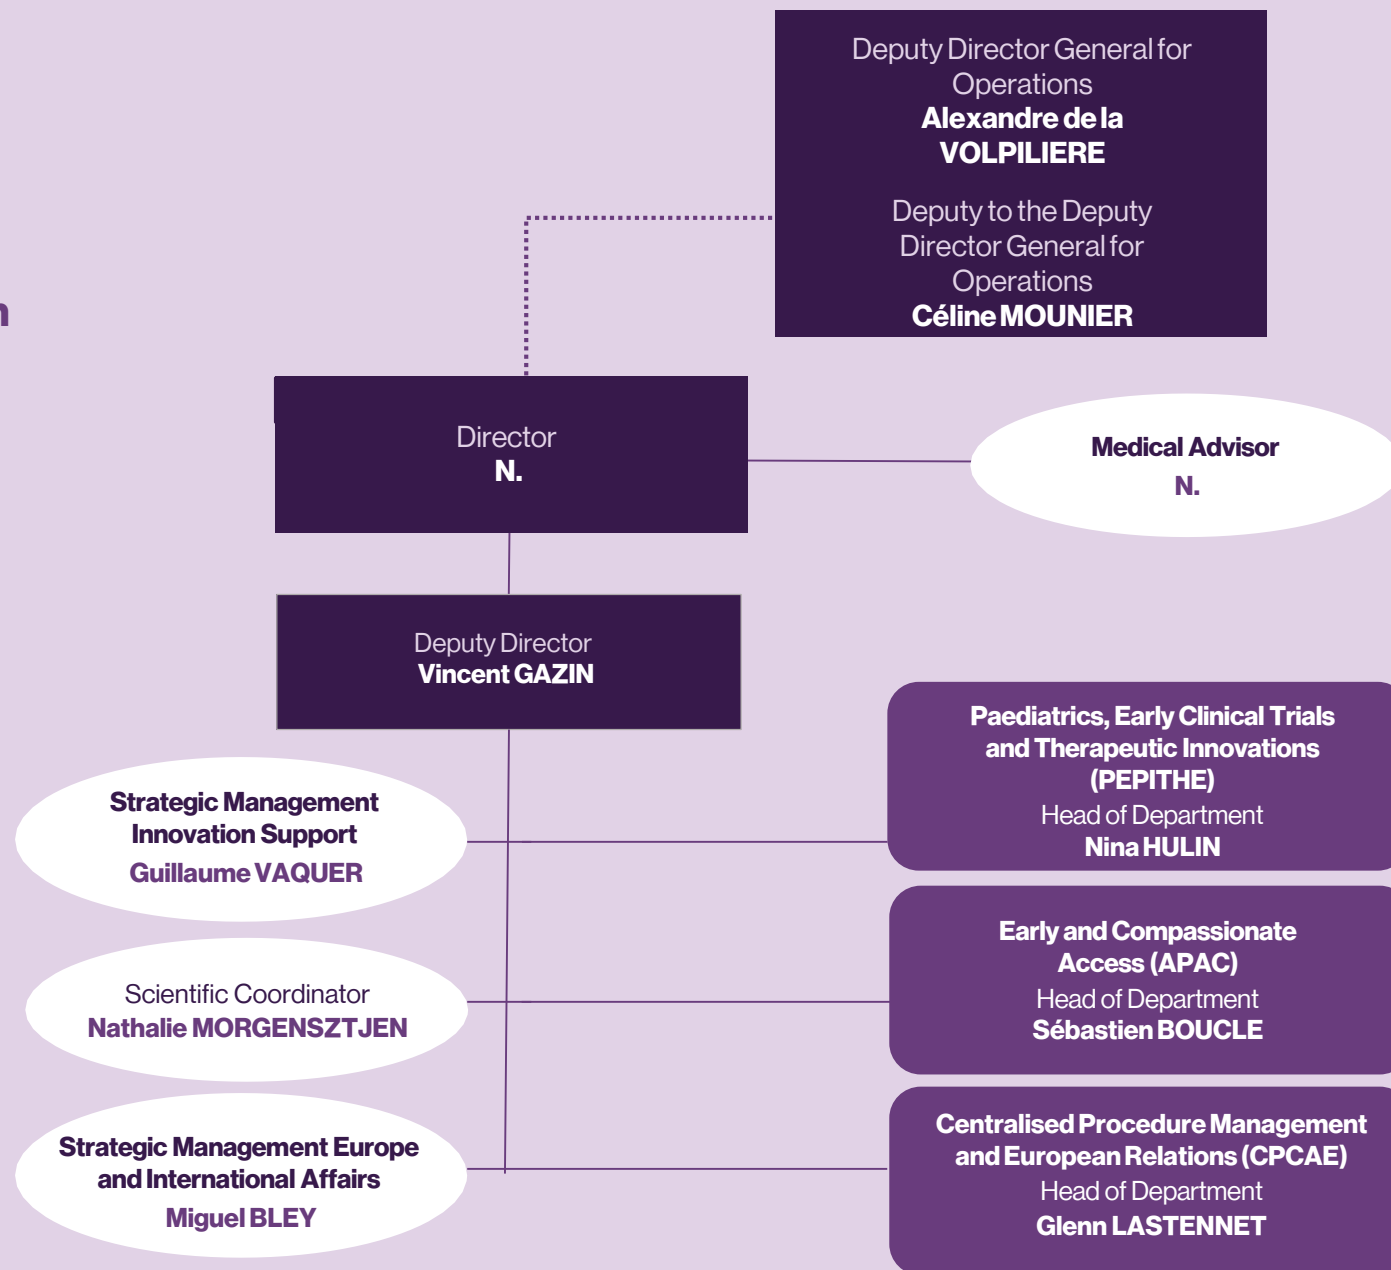 Deputy Director General for
Operations
Alexandre de la
VOLPILIERE
Deputy to the Deputy
Director General for
Operations
Céline MOUNIER
n
Director
N.
Medical Advisor
N.
Deputy Director
Vincent GAZIN
Strategic Management
Innovation Support
Guillaume VAQUER
Paediatrics, Early Clinical Trials
and Therapeutic Innovations
(PEPITHE)
Head of Department
Nina HULIN
Scientific Coordinator
Nathalie MORGENSZTJEN
Early and Compassionate
Access (APAC)
Head of Department
Sébastien BOUCLE
Strategic Management Europe
and International Affairs
Miguel BLEY
Centralised Procedure Management
and European Relations (CPCAE)
Head of Department
Glenn LASTENNET